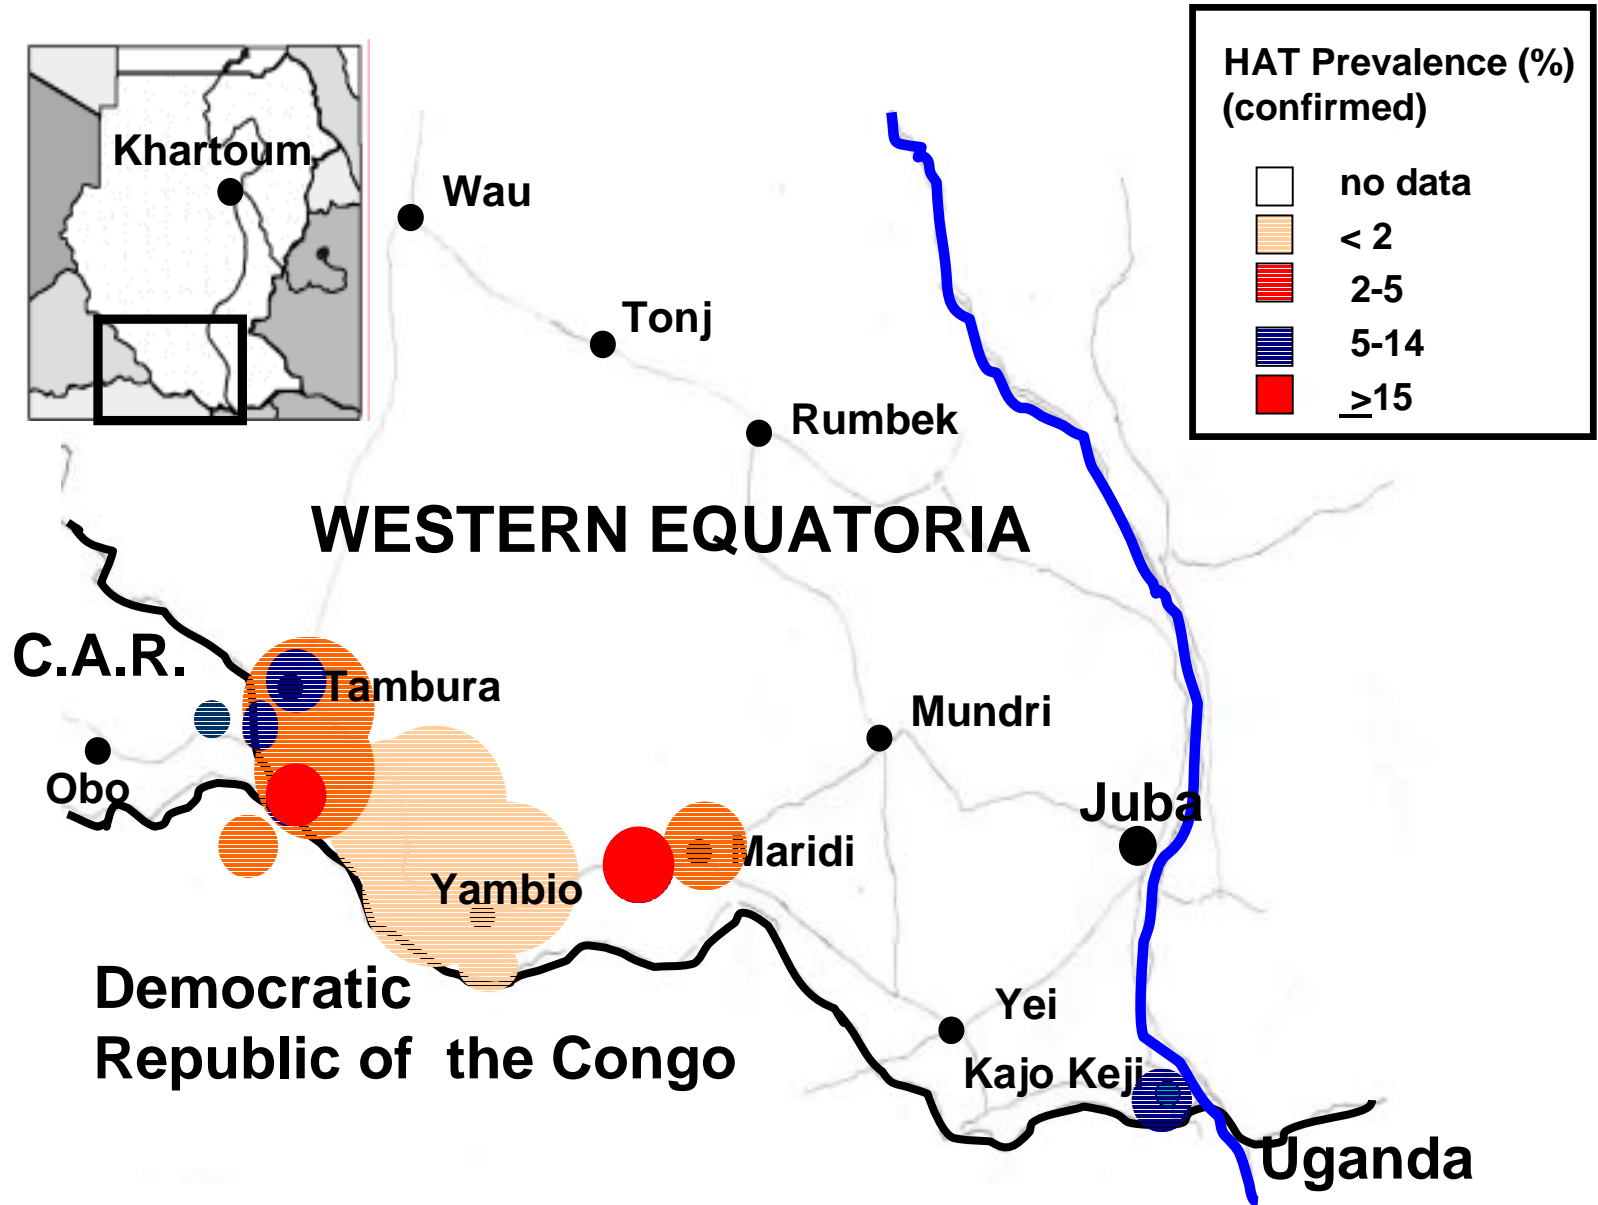 HAT Prevalence (%)
(confirmed)
no data
< 2
2-5
5-14
>15
Khartoum
Wau
Tonj
Rumbek
WESTERN EQUATORIA
C.A.R.
Tambura
Mundri
Obo
Juba
Maridi
Yambio
Democratic
Republic of the Congo
Yei
Kajo Keji
Uganda